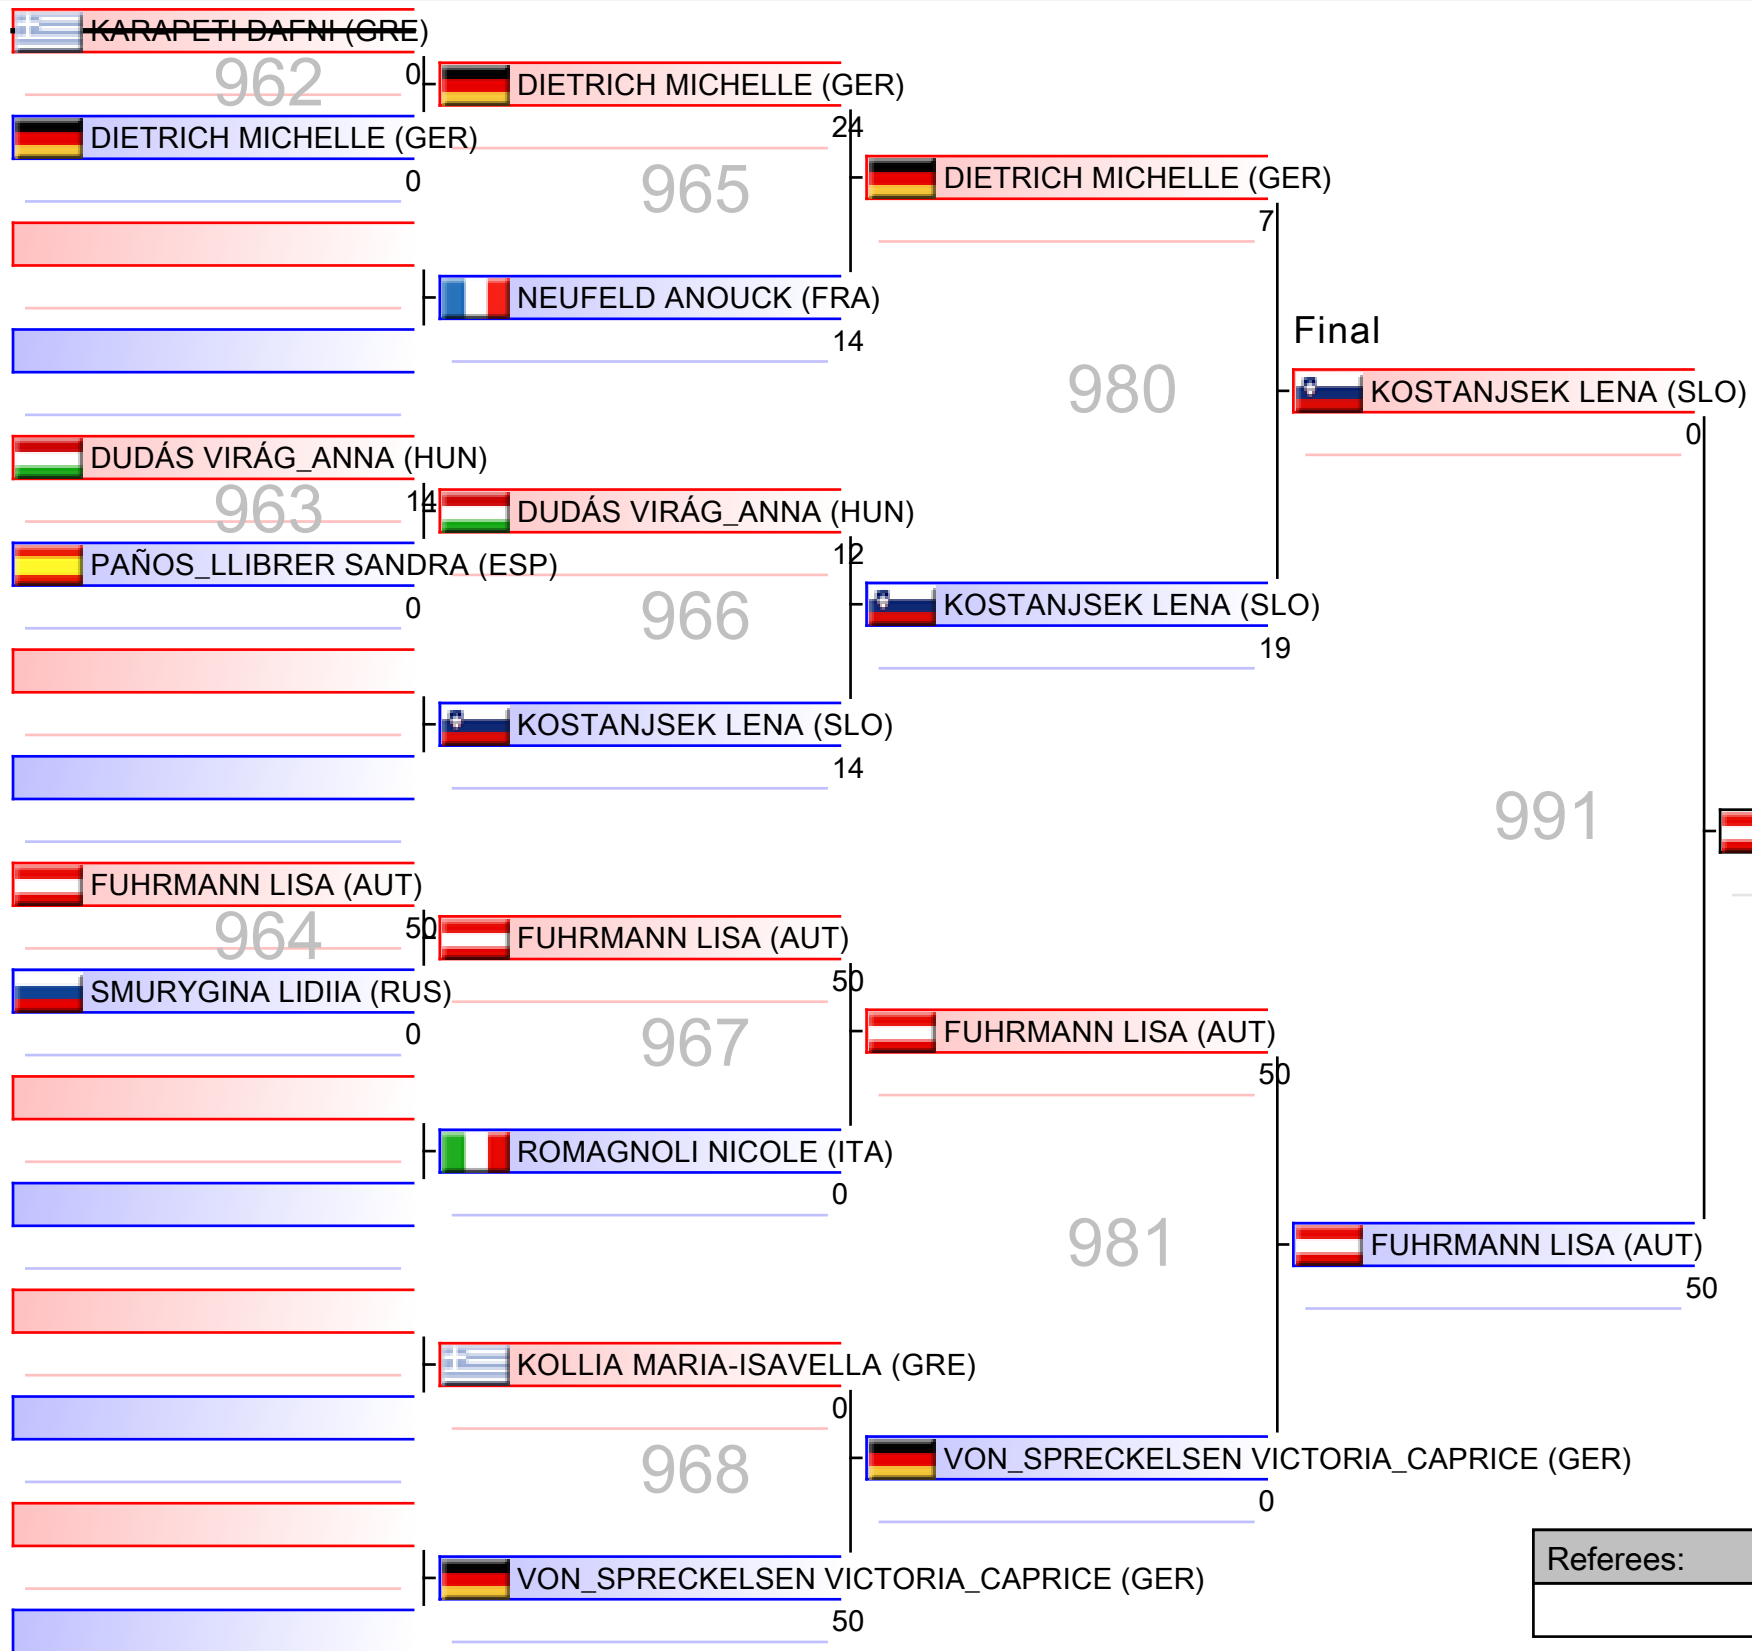 KARAPETI DAFNI (GRE)
962
0
DIETRICH MICHELLE (GER)
0
DUDÁS VIRÁG_ANNA (HUN)
963
14
PAÑOS_LLIBRER SANDRA (ESP)
0
FUHRMANN LISA (AUT)
964
50
SMURYGINA LIDIIA (RUS)
0
DIETRICH MICHELLE (GER)
24
965
NEUFELD ANOUCK (FRA)
14
DUDÁS VIRÁG_ANNA (HUN)
12
966
KOSTANJSEK LENA (SLO)
14
FUHRMANN LISA (AUT)
50
967
ROMAGNOLI NICOLE (ITA)
0
KOLLIA MARIA-ISAVELLA (GRE)
0
968
VON_SPRECKELSEN VICTORIA_CAPRICE (GER)
50
DIETRICH MICHELLE (GER)
7
980
KOSTANJSEK LENA (SLO)
19
FUHRMANN LISA (AUT)
50
981
VON_SPRECKELSEN VICTORIA_CAPRICE (GER)
0
Final
KOSTANJSEK LENA (SLO)
0
991
FUHRMANN LISA (AUT)
50
Referees: